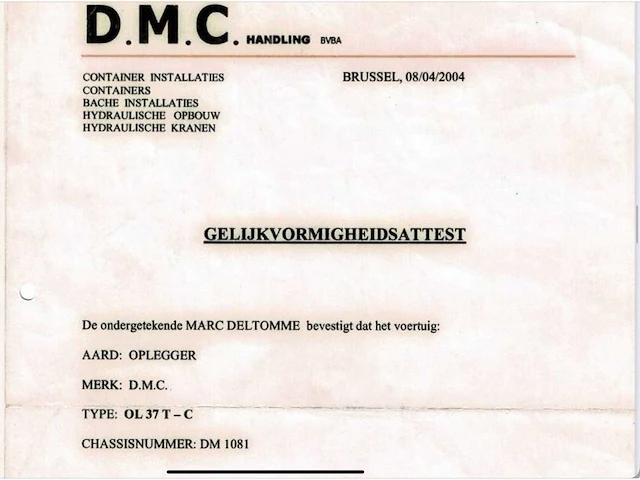 D.M.C. HANDLING BVBA
CONTAINER INSTALLATIES
BRUSSEL, 08/04/2004
CONTAINERS
BACHE INSTALLATIES
HYDRAULISCHE OPBOUW
HYDRAULISCHE KRANEN
GELIJKVORMIGHEIDSATTEST
De ondergetekende MARC DELTOMME bevestigt dat het voertuig:
AARD: OPLEGGER
MERK: D.M.C.
TYPE: OL 37 T – C
CHASSISNUMMER: DM 1081